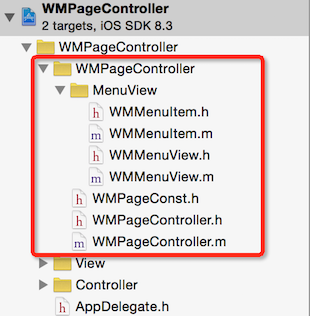 WMPageController
2 targets, iOS SDK 8.3
WMPageController
WMPageController
MenuView
h WMMenuItem.h
m WMMenuItem.m
h WMMenuView.h
m WMMenuView.m
h WMPageConst.h
h WMPageController.h
m WMPageController.m
View
Controller
h AppDelegate.h